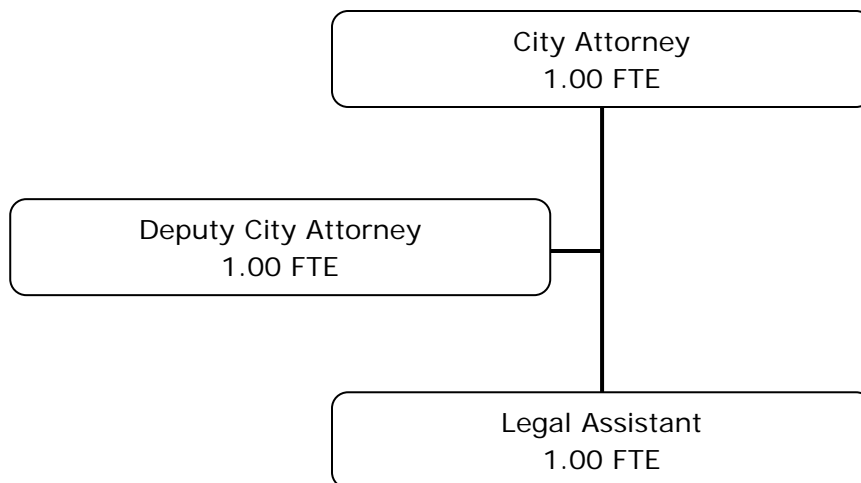 City Attorney
1.00 FTE
Deputy City Attorney
1.00 FTE
Legal Assistant
1.00 FTE